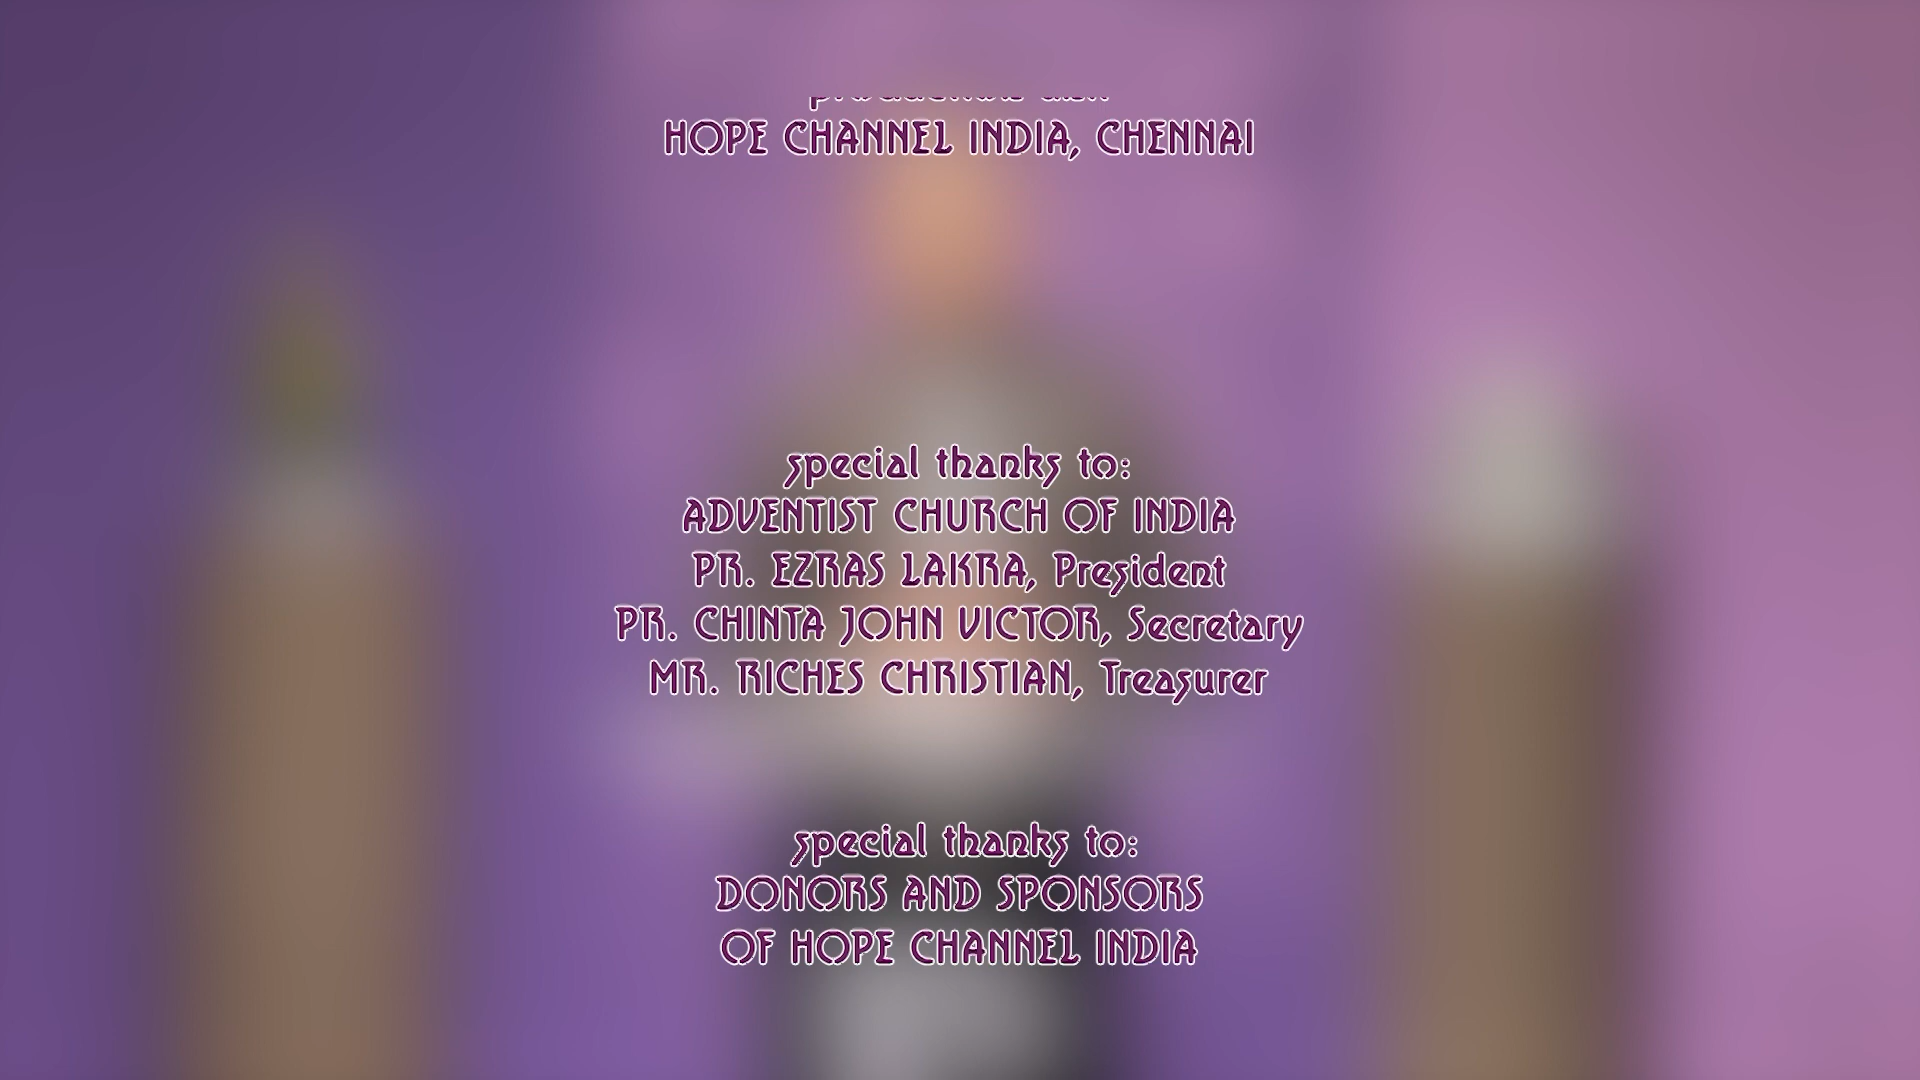 HOPE CHANNEL INDIA, CHENNAI
special thanks to:
ADVENTIST CHURCH OF INDIA
PR. EZRAS LAKRA, President
PR. CHINTA JOHN VICTOR, Secretary
MR. RICHES CHRISTIAN, Treasurer
special thanks to:
DONORS AND SPONSORS
OF HOPE CHANNEL INDIA